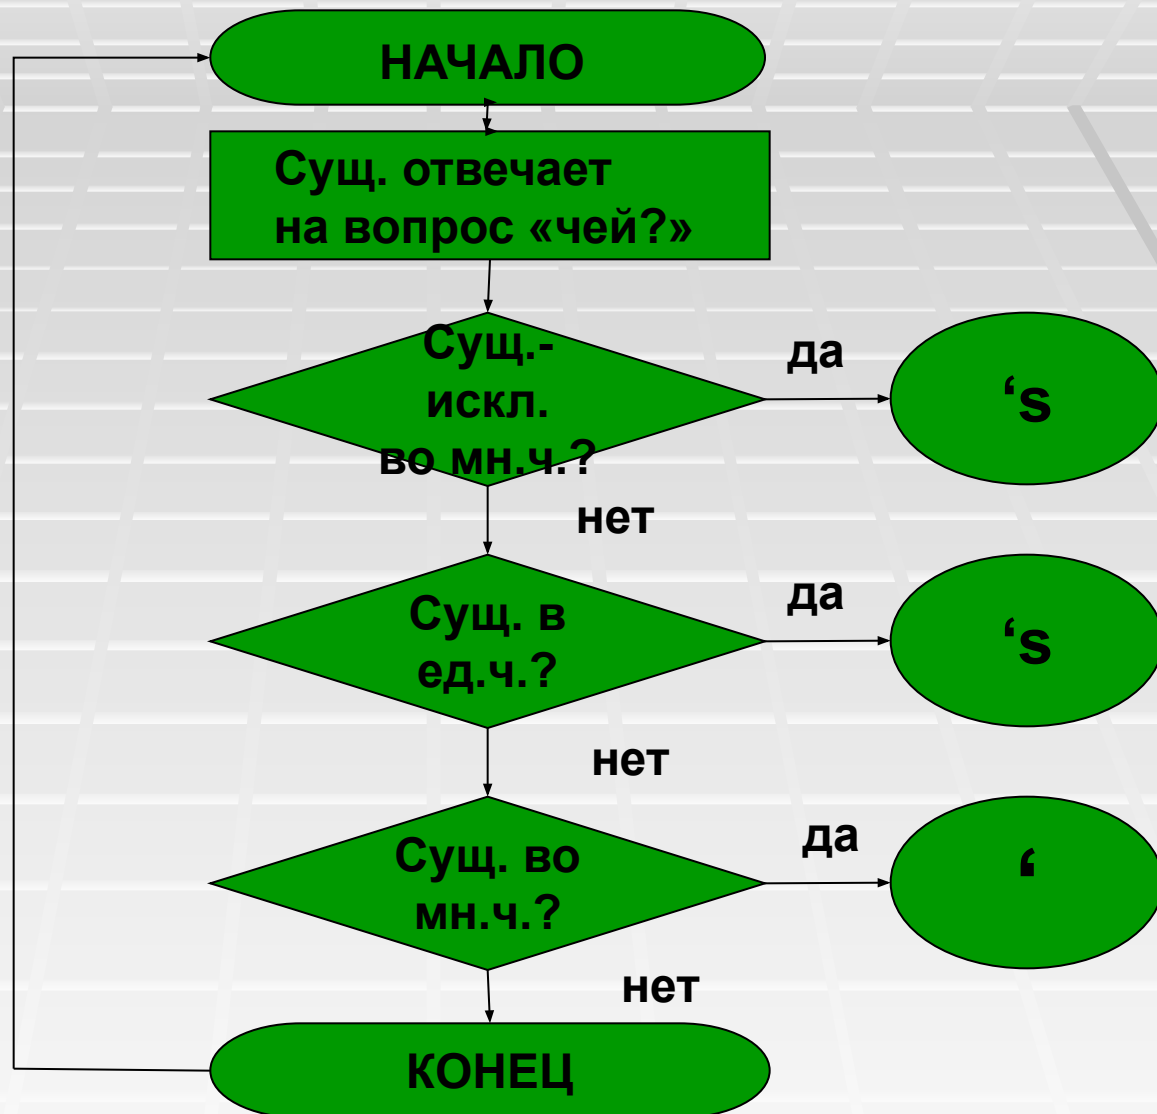 НАЧАЛО
Сущ. отвечает
на вопрос «чей?»
Сущ.-
искл.
во мн.ч.?
да
‘s
нет
Сущ. в
ед.ч.?
да
‘s
нет
Сущ. во
мн.ч.?
да
‘
нет
КОНЕЦ